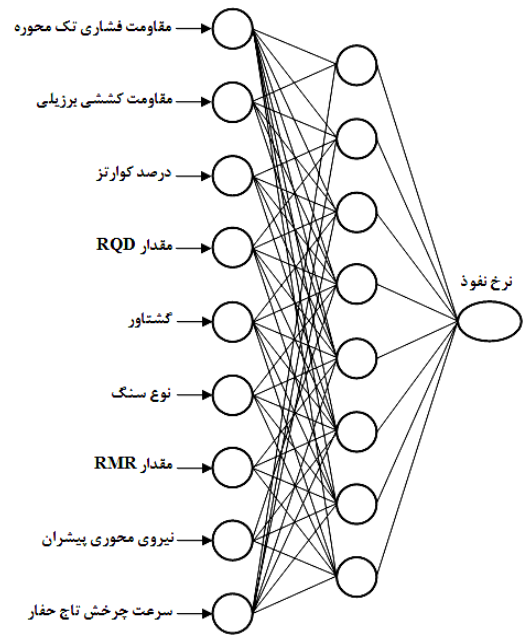 مقاومت فشاری تک محوره
مقاومت کششی برزیلی
درصد کوارتز
مقدار RQD
گشتاور
نوع سنگ
مقدار RMR
نیروی محوری پیشران
سرعت چرخش تاج حفار
نرخ نفوذ